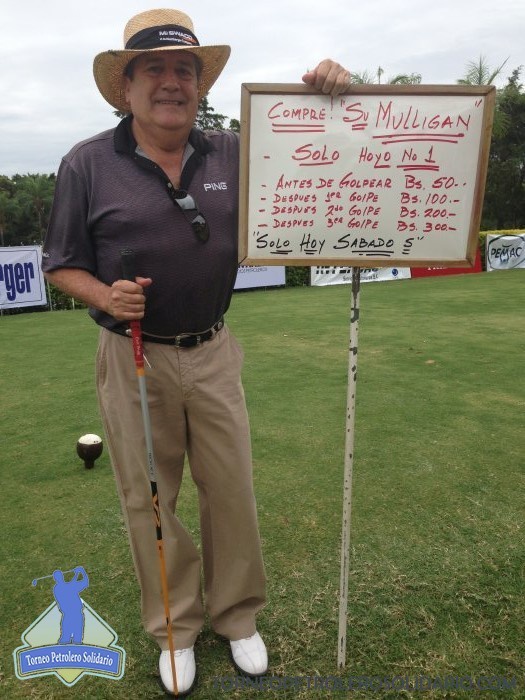 COMPRE! "SU MULLIGAN"
- SOLO HOYO No 1
- ANTES DE GOLPEAR Bs. 50.-
- DESPUES 1er GOLPE Bs. 100.-
- DESPUES 2do GOLPE Bs. 200.-
- DESPUES 3er GOLPE Bs. 300.-
"SOLO HOY SABADO 5"
PING
PEMAC
Torneo Petrolero Solidario